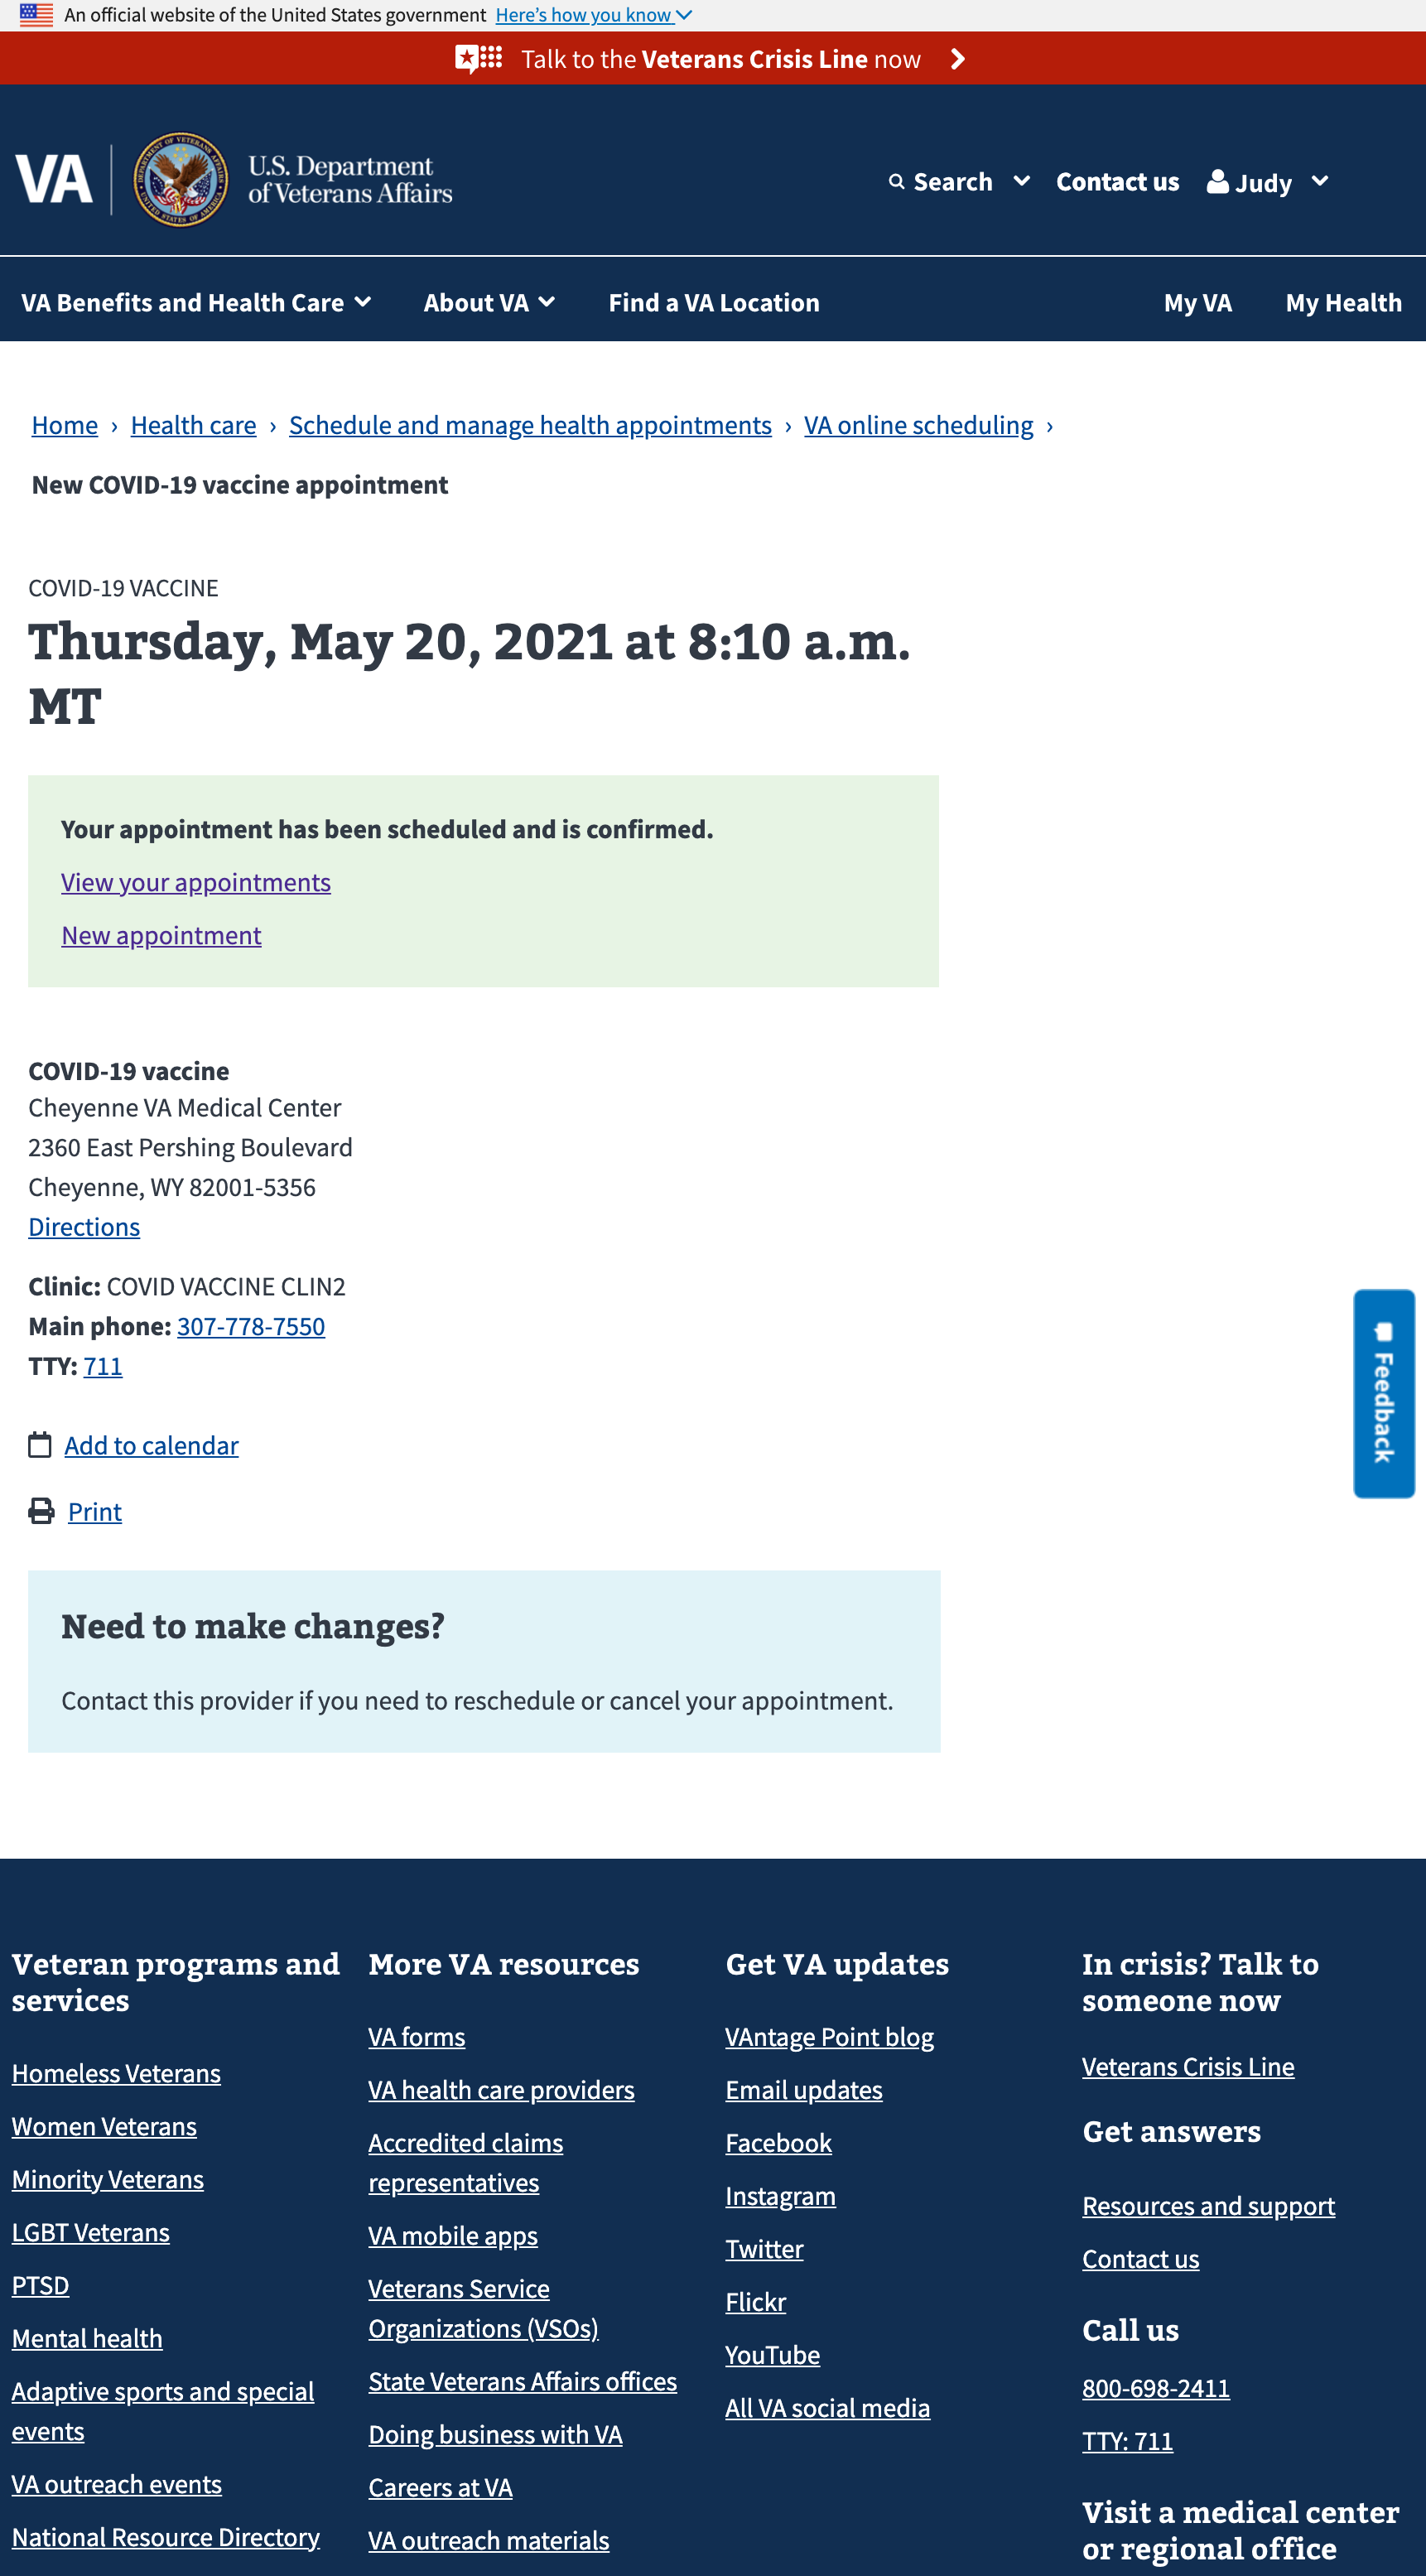 An official website of the United States government Here's how you know
Talk to the Veterans Crisis Line now
VA
U.S. Department
of Veterans Affairs
Search
Contact us
Judy
VA Benefits and Health Care
About VA
Find a VA Location
My VA
My Health
Home › Health care › Schedule and manage health appointments › VA online scheduling ›
New COVID-19 vaccine appointment
COVID-19 VACCINE
Thursday, May 20, 2021 at 8:10 a.m.
MT
Your appointment has been scheduled and is confirmed.
View your appointments
New appointment
COVID-19 vaccine
Cheyenne VA Medical Center
2360 East Pershing Boulevard
Cheyenne, WY 82001-5356
Directions
Clinic: COVID VACCINE CLIN2
Main phone: 307-778-7550
TTY: 711
Add to calendar
Print
Feedback
Need to make changes?
Contact this provider if you need to reschedule or cancel your appointment.
Veteran programs and
services
Homeless Veterans
Women Veterans
Minority Veterans
LGBT Veterans
PTSD
Mental health
Adaptive sports and special
events
VA outreach events
National Resource Directory
More VA resources
VA forms
VA health care providers
Accredited claims
representatives
VA mobile apps
Veterans Service
Organizations (VSOs)
State Veterans Affairs offices
Doing business with VA
Careers at VA
VA outreach materials
Get VA updates
VAntage Point blog
Email updates
Facebook
Instagram
Twitter
Flickr
YouTube
All VA social media
In crisis? Talk to
someone now
Veterans Crisis Line
Get answers
Resources and support
Contact us
Call us
800-698-2411
TTY: 711
Visit a medical center
or regional office